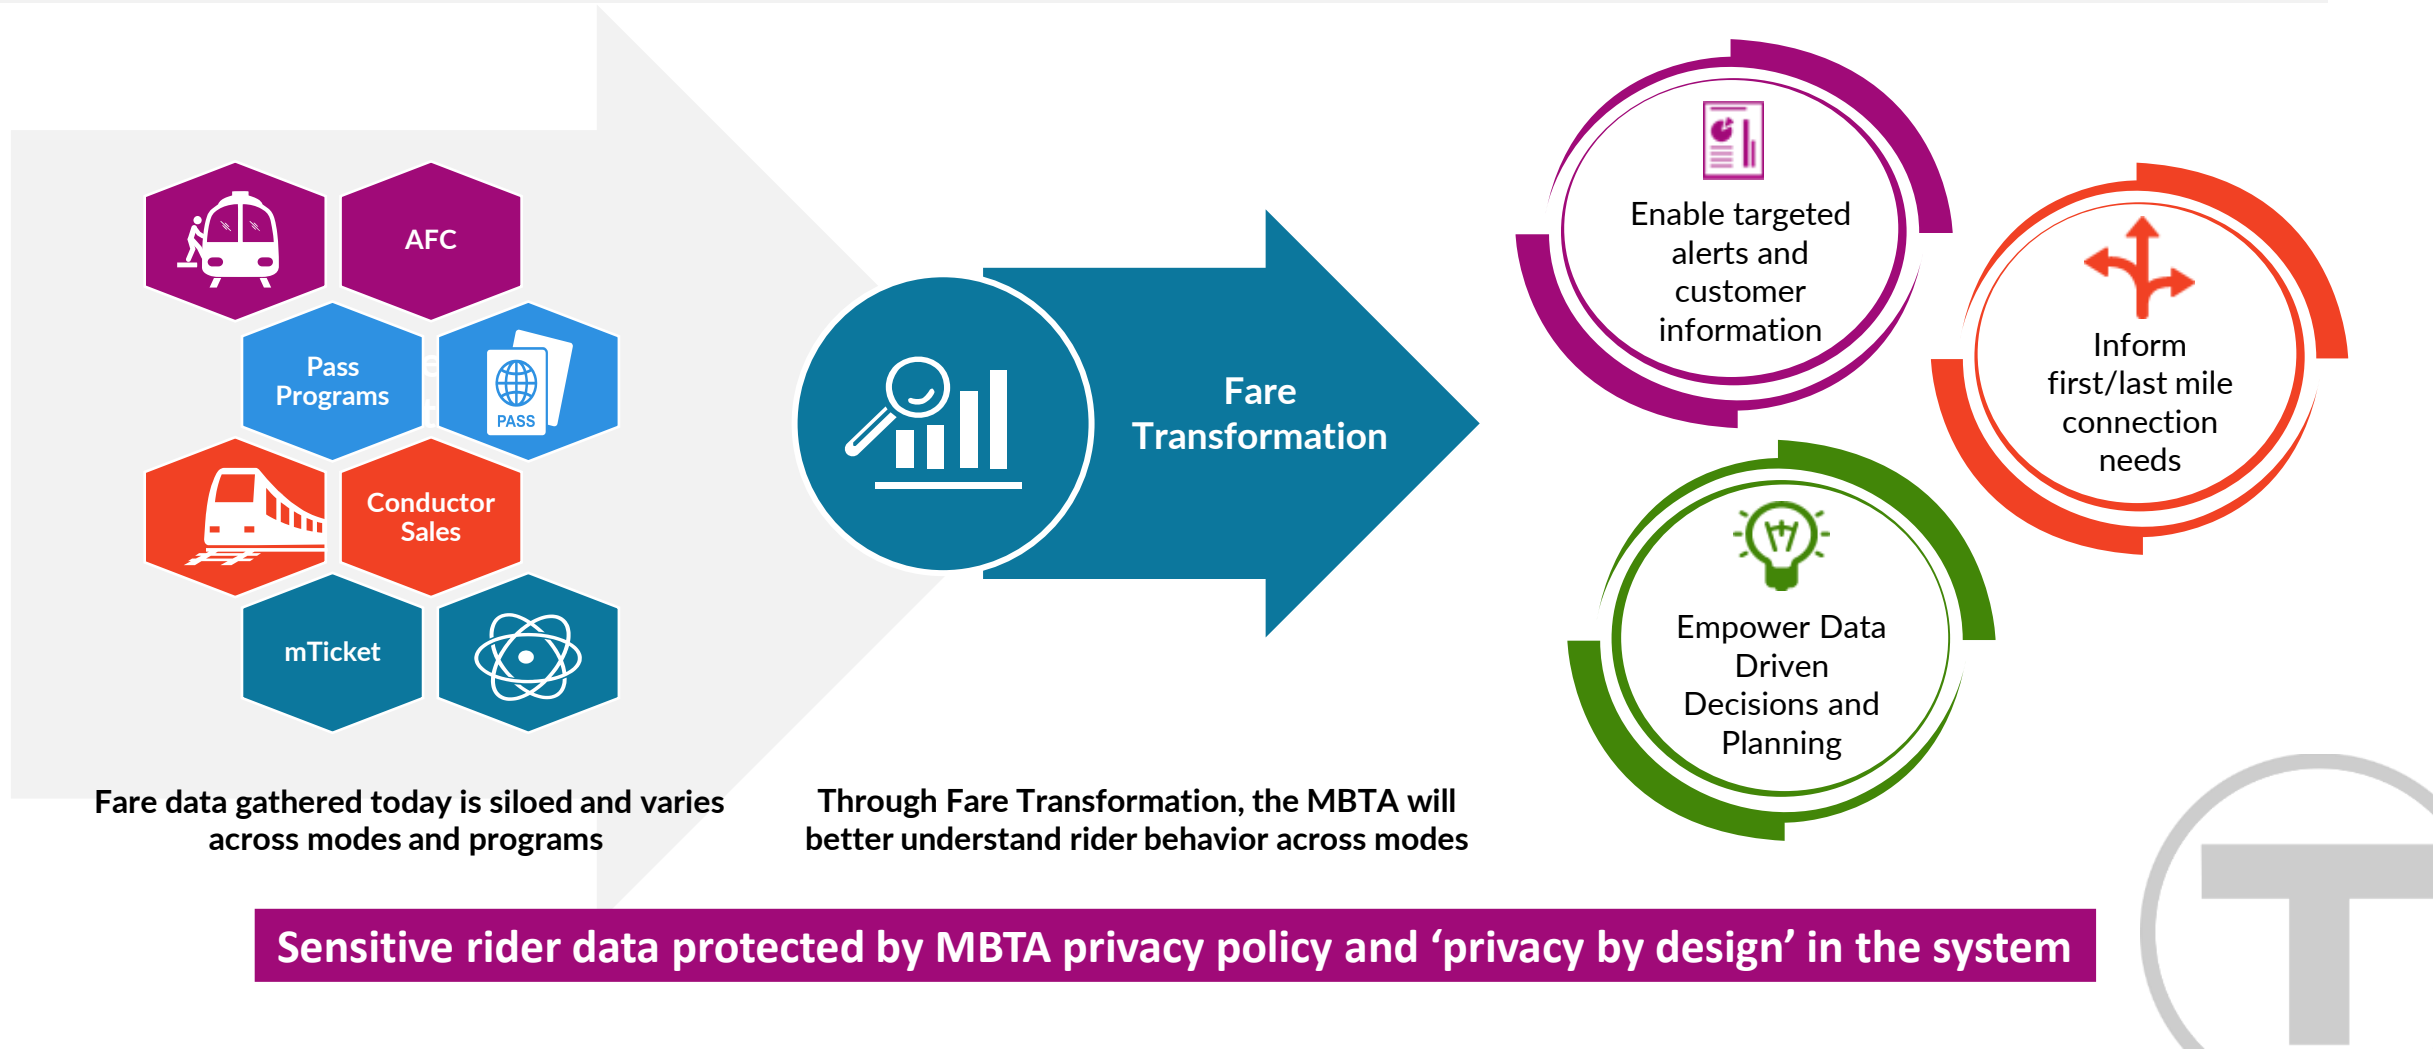 AFC
Pass
Programs
PASS
Conductor
Sales
mTicket
Fare data gathered today is siloed and varies
across modes and programs
Fare
Transformation
Through Fare Transformation, the MBTA will
better understand rider behavior across modes
Enable targeted
alerts and
customer
information
Inform
first/last mile
connection
needs
Empower Data
Driven
Decisions and
Planning
Sensitive rider data protected by MBTA privacy policy and ‘privacy by design’ in the system
T